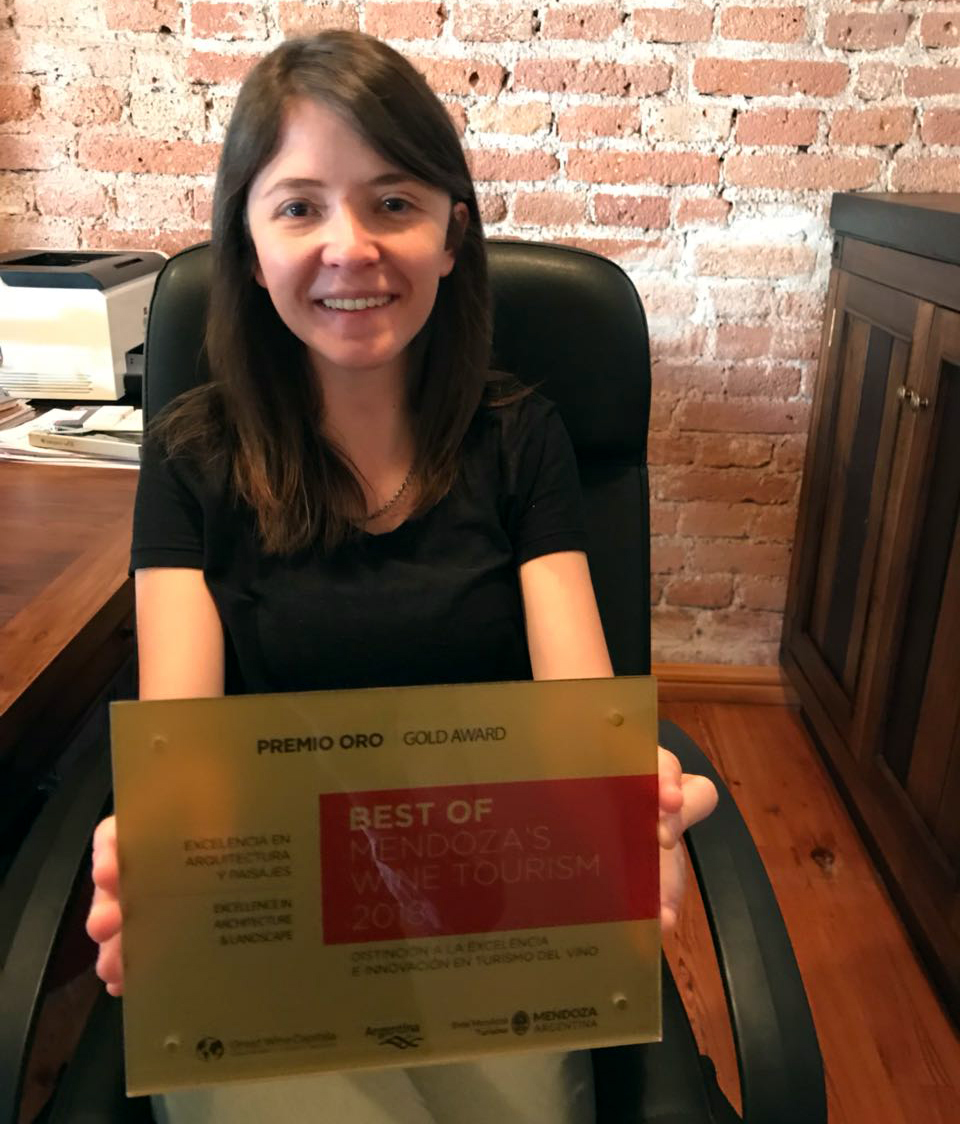 PREMIO ORO GOLD AWARD
BEST OF
MENDOZA'S
WINE TOURISM
EXCELENCIA EN
ARQUITECTURA
Y PAISAJES
EXCELLENCE IN
ARCHITECTURE
& LANDSCAPE
DISTINCIÓN A LA EXCELENCIA
E INNOVACIÓN EN TURISMO DEL VINO
Great Wine Capitals
Argentina
MENDOZA
ARGENTINA